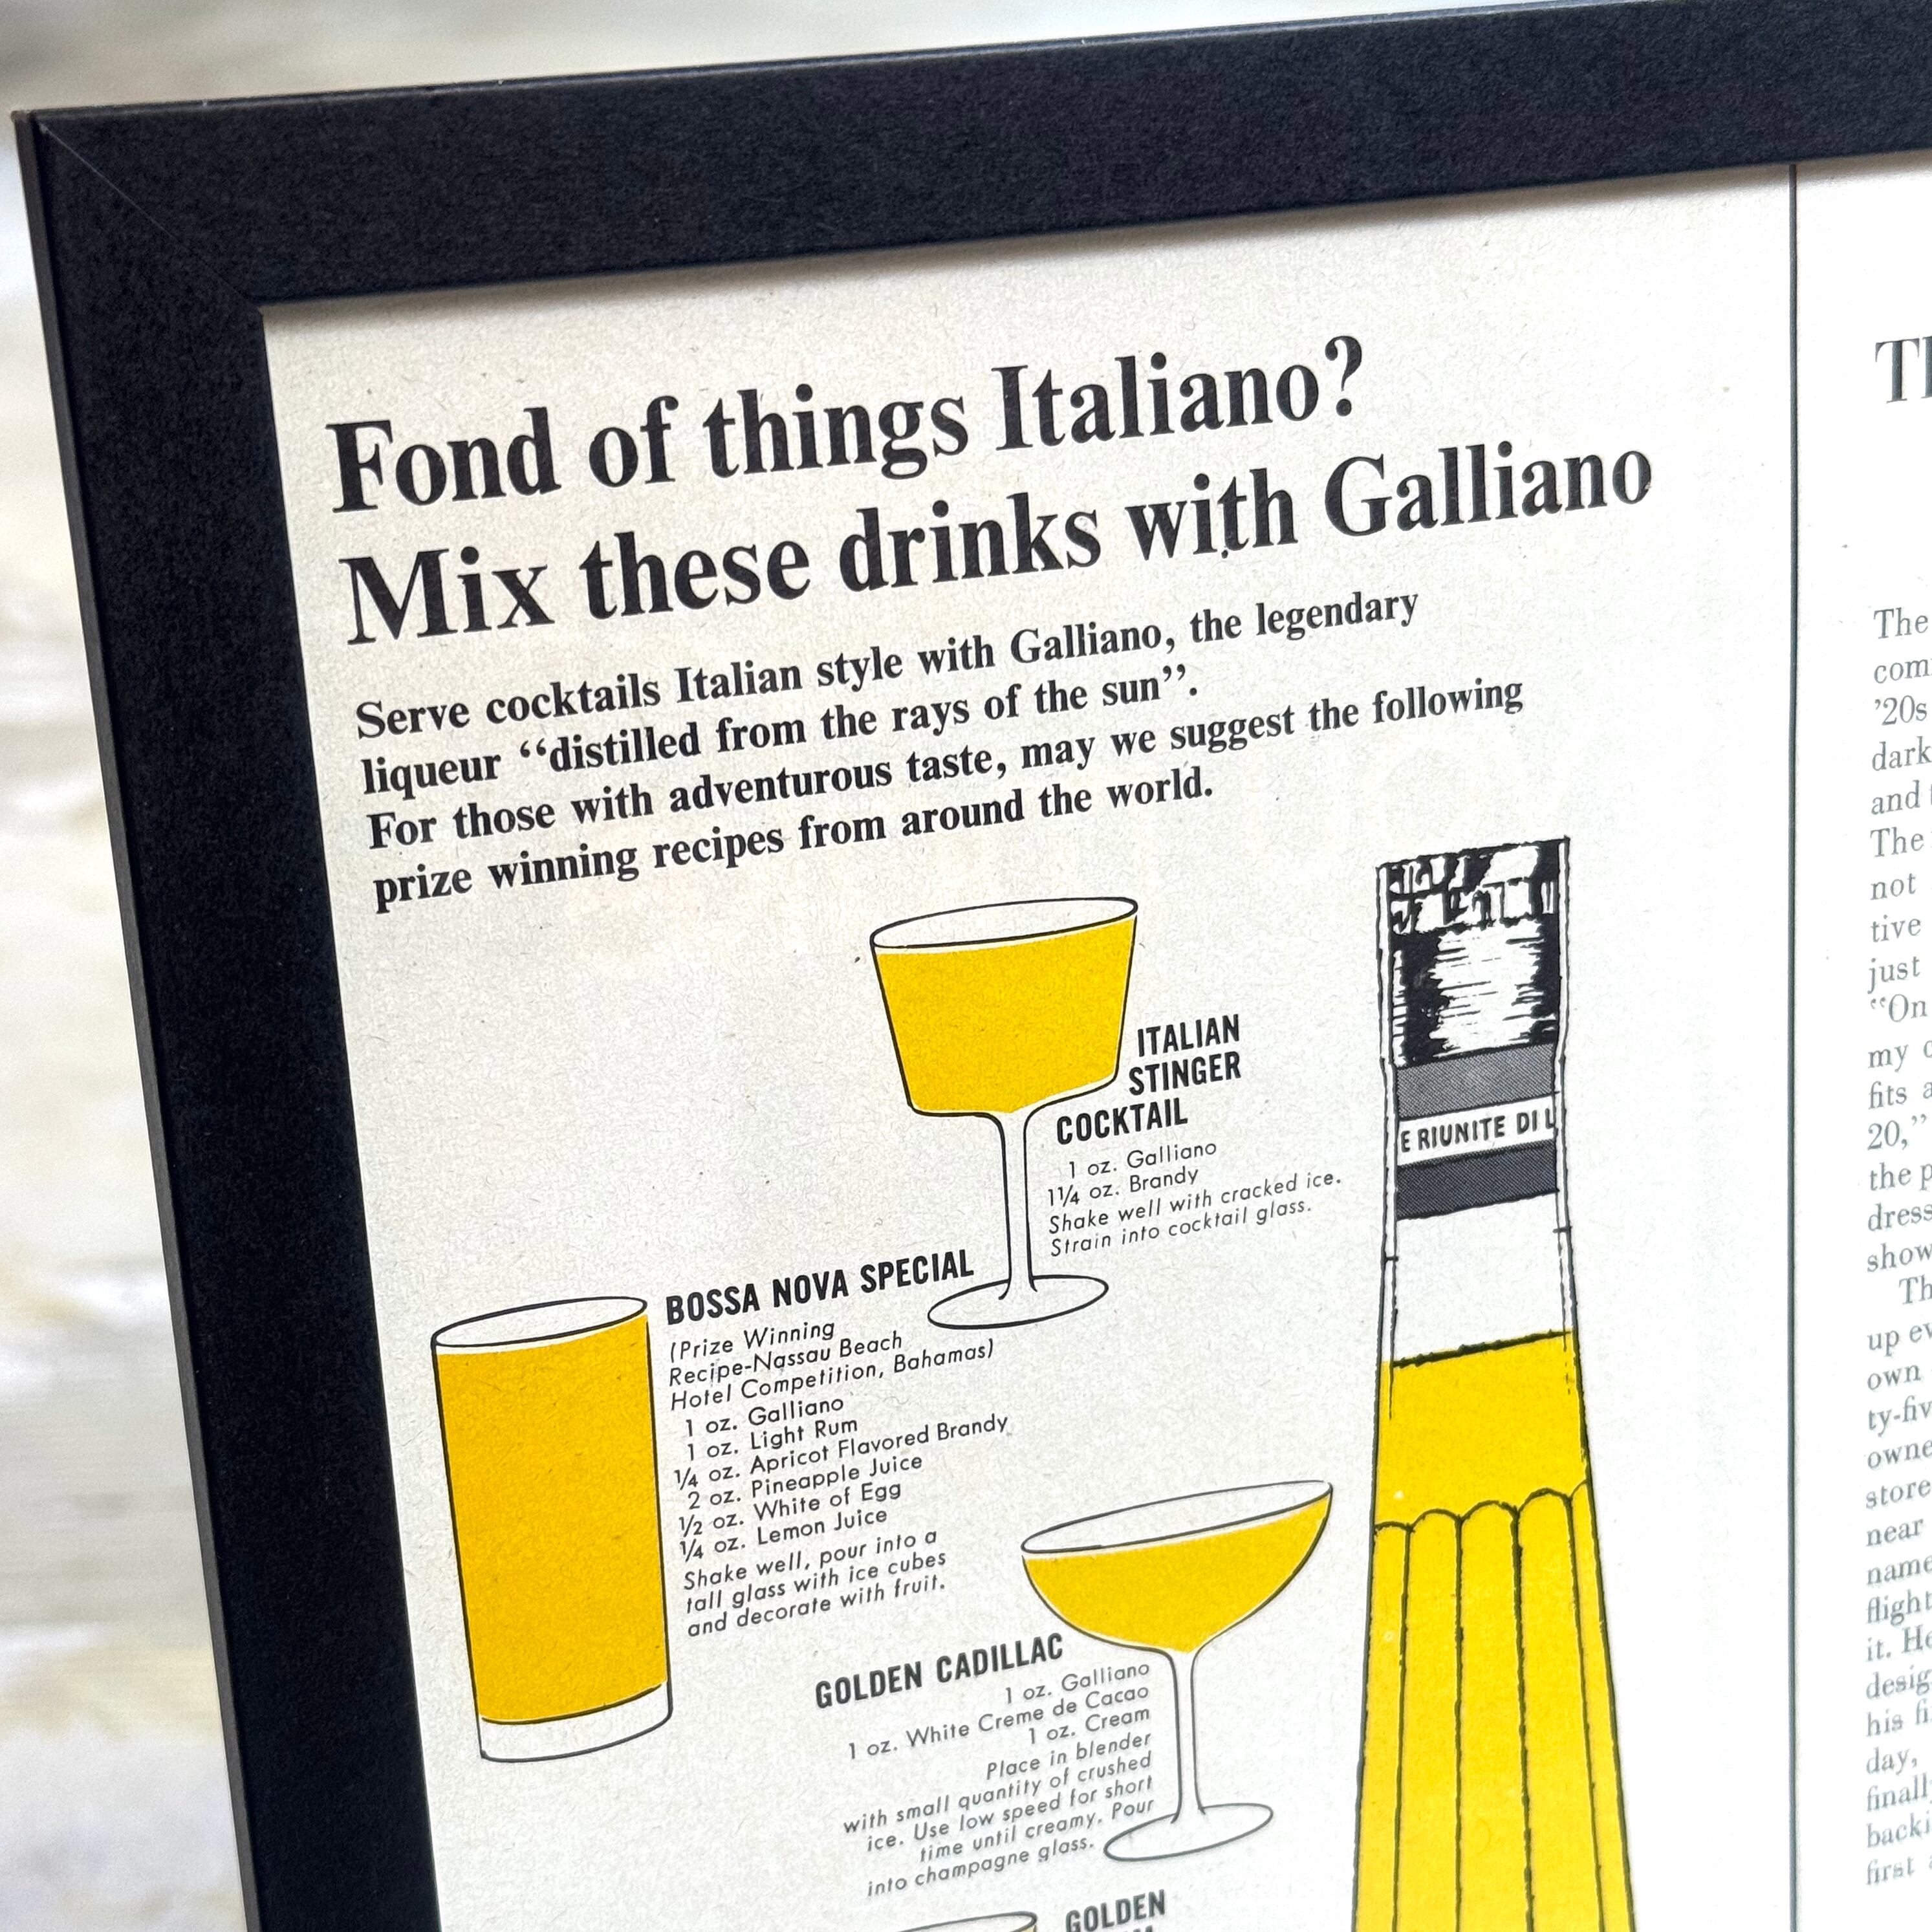 Fond of things Italiano?
Mix these drinks with Galliano
Serve cocktails Italian style with Galliano, the legendary
liqueur “distilled from the rays of the sun”.
For those with adventurous taste, may we suggest the following
prize winning recipes from around the world.
ITALIAN
STINGER
COCKTAIL
1 oz. Galliano
1¼ oz. Brandy
Shake well with cracked ice.
Strain into cocktail glass.
BOSSA NOVA SPECIAL
(Prize Winning
Recipe-Nassau Beach
Hotel Competition, Bahamas)
1 oz. Galliano
1 oz. Light Rum
¼ oz. Apricot Flavored Brandy
2 oz. Pineapple Juice
½ oz. White of Egg
¼ oz. Lemon Juice
Shake well, pour into a
tall glass with ice cubes
and decorate with fruit.
GOLDEN CADILLAC
1 oz. Galliano
1 oz. White Creme de Cacao
1 oz. Cream
Place in blender
with small quantity of crushed
ice. Use low speed for short
time until creamy. Pour
into champagne glass.
GOLDEN
E RIUNITE DI L
The
com
’20s
dark
and
The
not
tive
just
“On
my
fits
20,”
the
dress
show
Th
up
own
ty-fiv
owne
store
near
name
flight
it. He
desig
his
day,
finall
backi
first